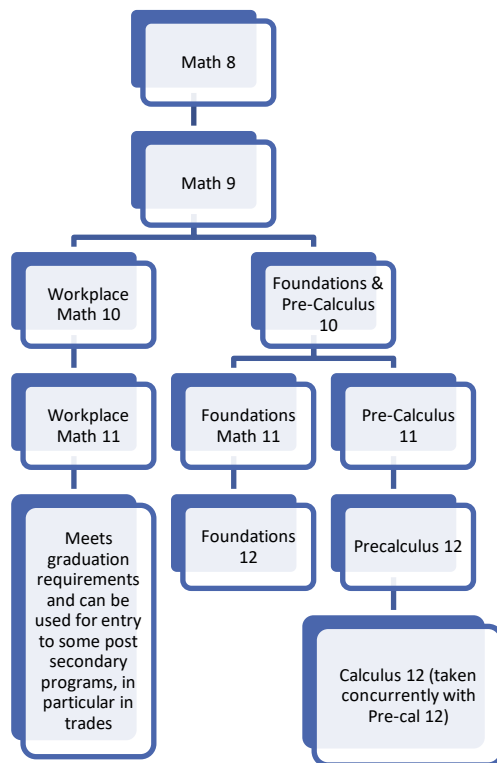 Math 8
Math 9
Workplace
Math 10
Foundations &
Pre-Calculus
10
Workplace
Math 11
Foundations
Math 11
Pre-Calculus
11
Meets
graduation
requirements
and can be
used for entry
to some post
secondary
programs, in
particular in
trades
Foundations
12
Precalculus 12
Calculus 12 (taken
concurrently with
Pre-cal 12)